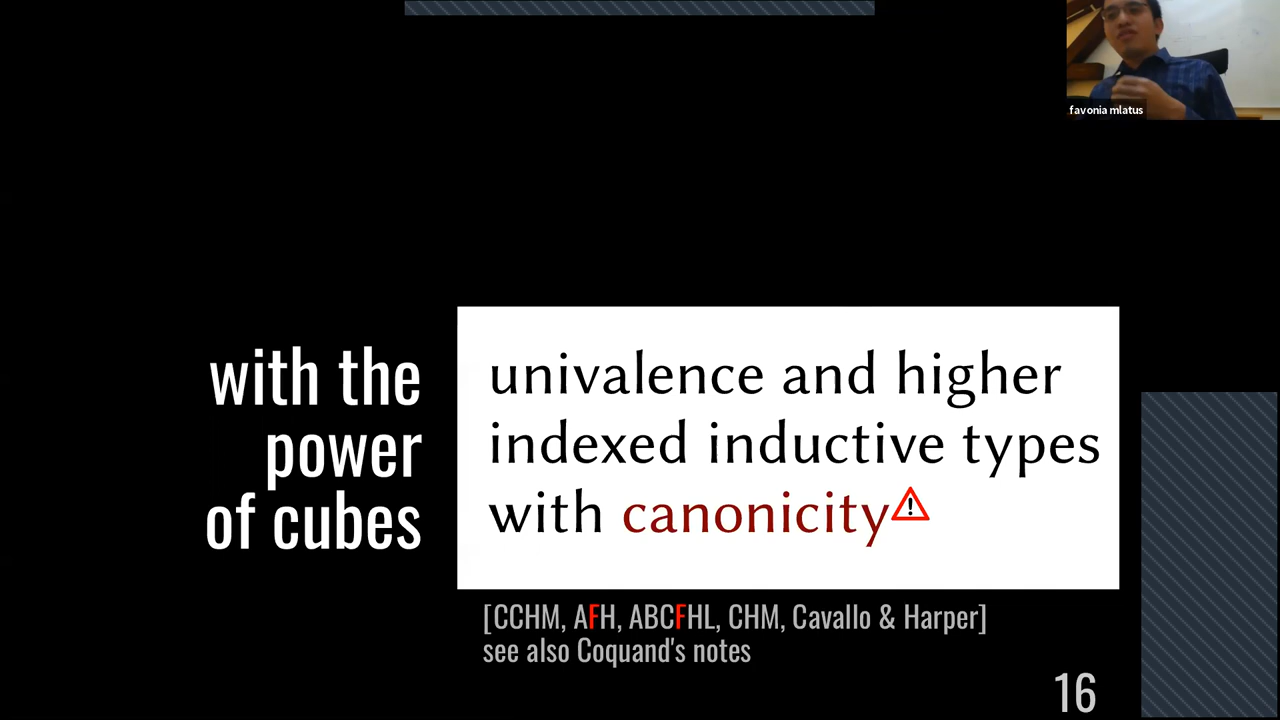 favonia mlatus
with the
power
of cubes
univalence and higher
indexed inductive types
with canonicity
[CCHM, AFH, ABCFHL, CHM, Cavallo & Harper]
see also Coquand's notes
16